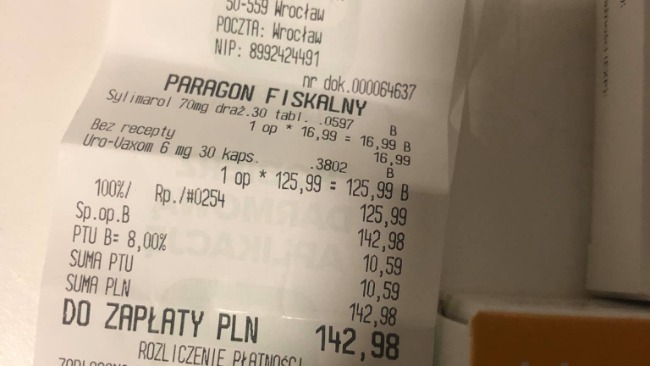 50-559 Wrocław
POCZTA: Wrocław
NIP: 8992424491
nr dok.000064637
PARAGON FISKALNY
Sylimarol 70mg draż.30 tabl. .0597 B
1 op * 16,99 = 16,99 B
Bez recepty 16,99
Uro-Vaxom 6 mg 30 kaps. .3802 B
1 op * 125,99 = 125,99 B
100%/ Rp./#0254 125,99
Sp.op.B 142,98
PTU B= 8,00% 10,59
SUMA PTU 10,59
SUMA PLN 142,98
DO ZAPŁATY PLN 142,98
ROZLICZENIE PŁATNOŚCI